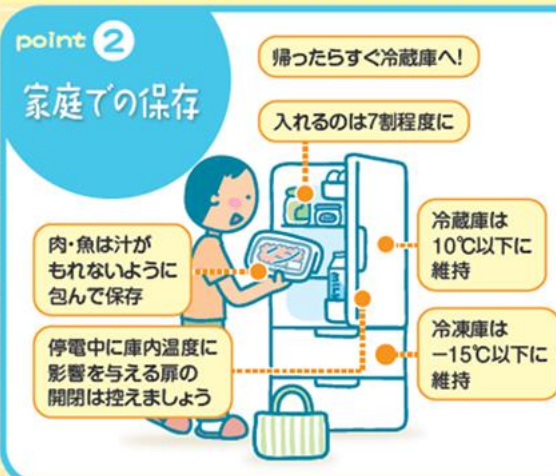 point 2
家庭での保存
帰ったらすぐ冷蔵庫へ!
入れるのは7割程度に
肉・魚は汁が
もれないように
包んで保存
冷蔵庫は
10℃以下に
維持
停電中に庫内温度に
影響を与える扉の
開閉は控えましょう
冷凍庫は
−15℃以下に
維持
MILK